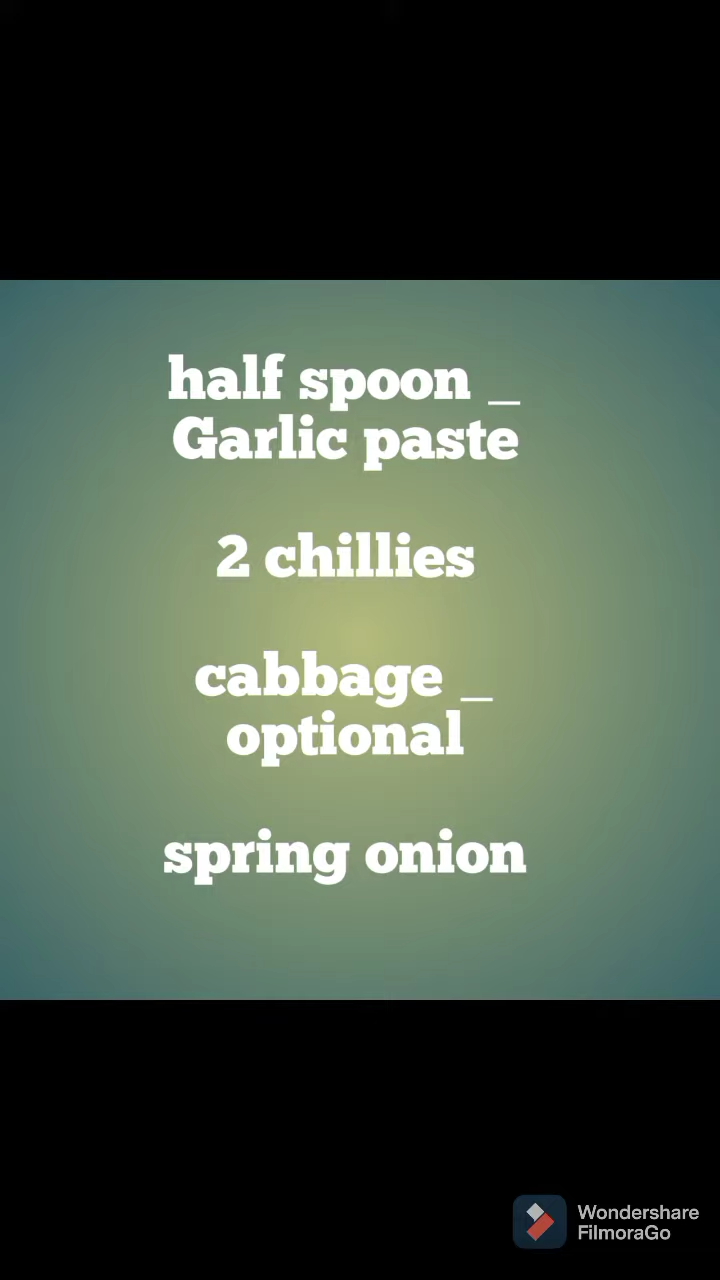 half spoon _
Garlic paste
2 chillies
cabbage _
optional
spring onion
Wondershare
FilmoraGo